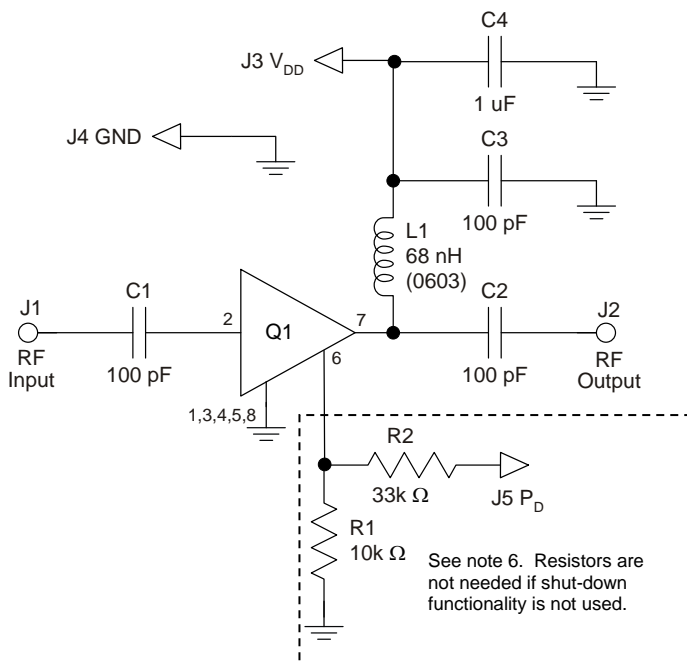 C4
J3 V_DD
1 uF
J4 GND
C3
100 pF
L1
68 nH
(0603)
J1
C1
2
Q1
7
C2
J2
RF
Input
100 pF
6
100 pF
RF
Output
1,3,4,5,8
R2
33k Ω
J5 P_D
R1
10k Ω
See note 6. Resistors are
not needed if shut-down
functionality is not used.